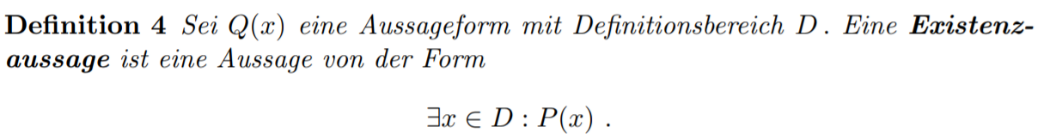 Definition 4 Sei Q(x) eine Aussageform mit Definitionsbereich D. Eine Existenz-
aussage ist eine Aussage von der Form
∃x ∈ D : P(x) .